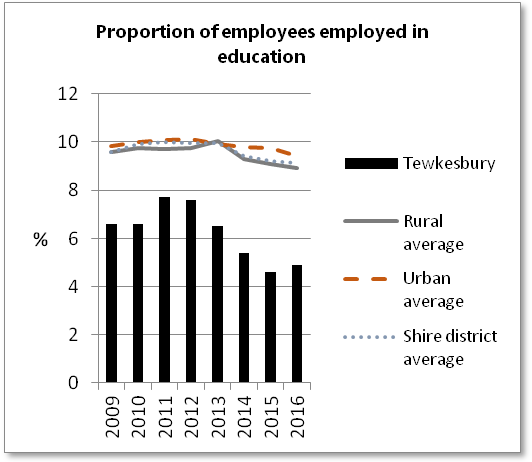 Proportion of employees employed in
education
12
10
8
6
4
2
0
%
2009
2010
2011
2012
2013
2014
2015
2016
Tewkesbury
Rural
average
Urban
average
Shire district
average